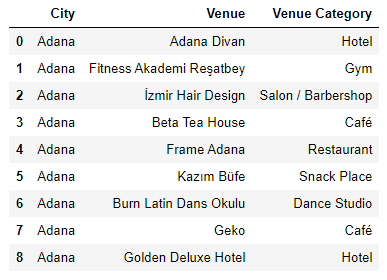 City Venue Venue Category
0 Adana Adana Divan Hotel
1 Adana Fitness Akademi Reşatbey Gym
2 Adana İzmir Hair Design Salon / Barbershop
3 Adana Beta Tea House Café
4 Adana Frame Adana Restaurant
5 Adana Kazım Büfe Snack Place
6 Adana Burn Latin Dans Okulu Dance Studio
7 Adana Geko Café
8 Adana Golden Deluxe Hotel Hotel